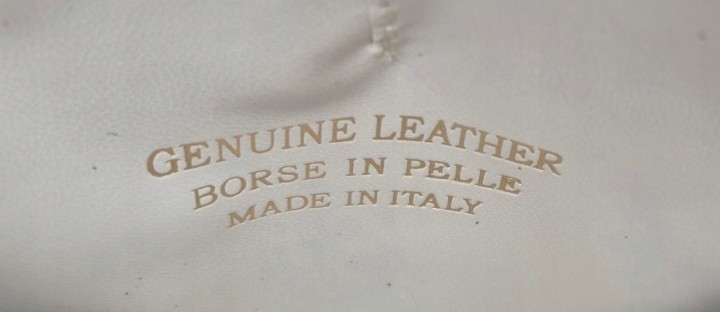 GENUINE LEATHER
BORSE IN PELLE
MADE IN ITALY